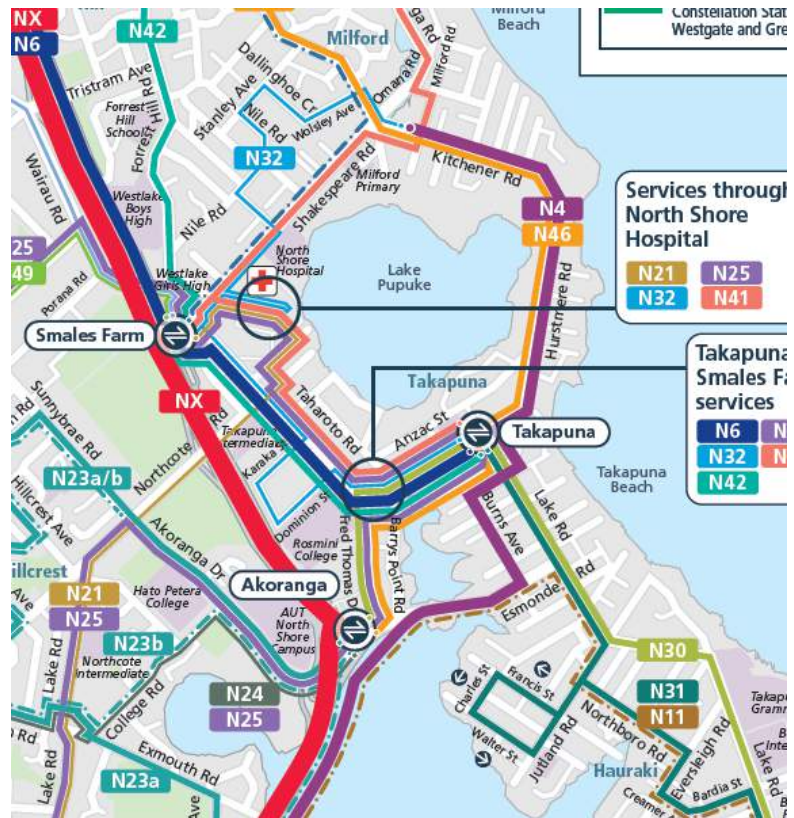 NX
N6
N42
Milford
Milford
Beach
Constellation Stat
Westgate and Gre
Tristram Ave
Forrest Hill Rd
Forrest
Hill
School
Dallinghoe Cr
Stanley Ave
Nile Rd
Wolsley Ave
Omana Rd
Milford Rd
N32
Wairau Rd
Westlake
Boys
High
Nile Rd
Shakespeare Rd
Milford
Primary
Kitchener Rd
N4
N46
Services through
North Shore
Hospital
N21
N25
N32
N41
25
49
Porana Rd
Westlake
Girls High
North
Shore
Hospital
Lake
Pupuke
Hurstmere Rd
Smales Farm
Takapuna
Takapuna
Smales Fa
services
N6
N32
N42
NX
Sunnybrae Rd
Northcote Rd
Takapuna
Intermediate
Karaka
Taharoto Rd
Anzac St
Takapuna
Takapuna
Beach
N23a/b
Hillcrest Ave
Dominion St
Rosmini
College
Fred Thomas D
Barrys Point Rd
Burns Ave
Lake Rd
Akoranga Dr
Akoranga
Esmonde Rd
illcrest
Ave
N21
N25
Hato Petera
College
AUT
North
Shore
Campus
N23b
Northcote
Intermediate
Lake Rd
College Rd
N24
N25
N30
N31
N11
Charles St
Francis St
Walter St
Jutland Rd
Northboro Rd
Eversleigh Rd
Takapu
Gramm
Lake Rd
Hauraki
Bardia St
Creamer
N23a
Exmouth Rd
Lake Rd
Ave